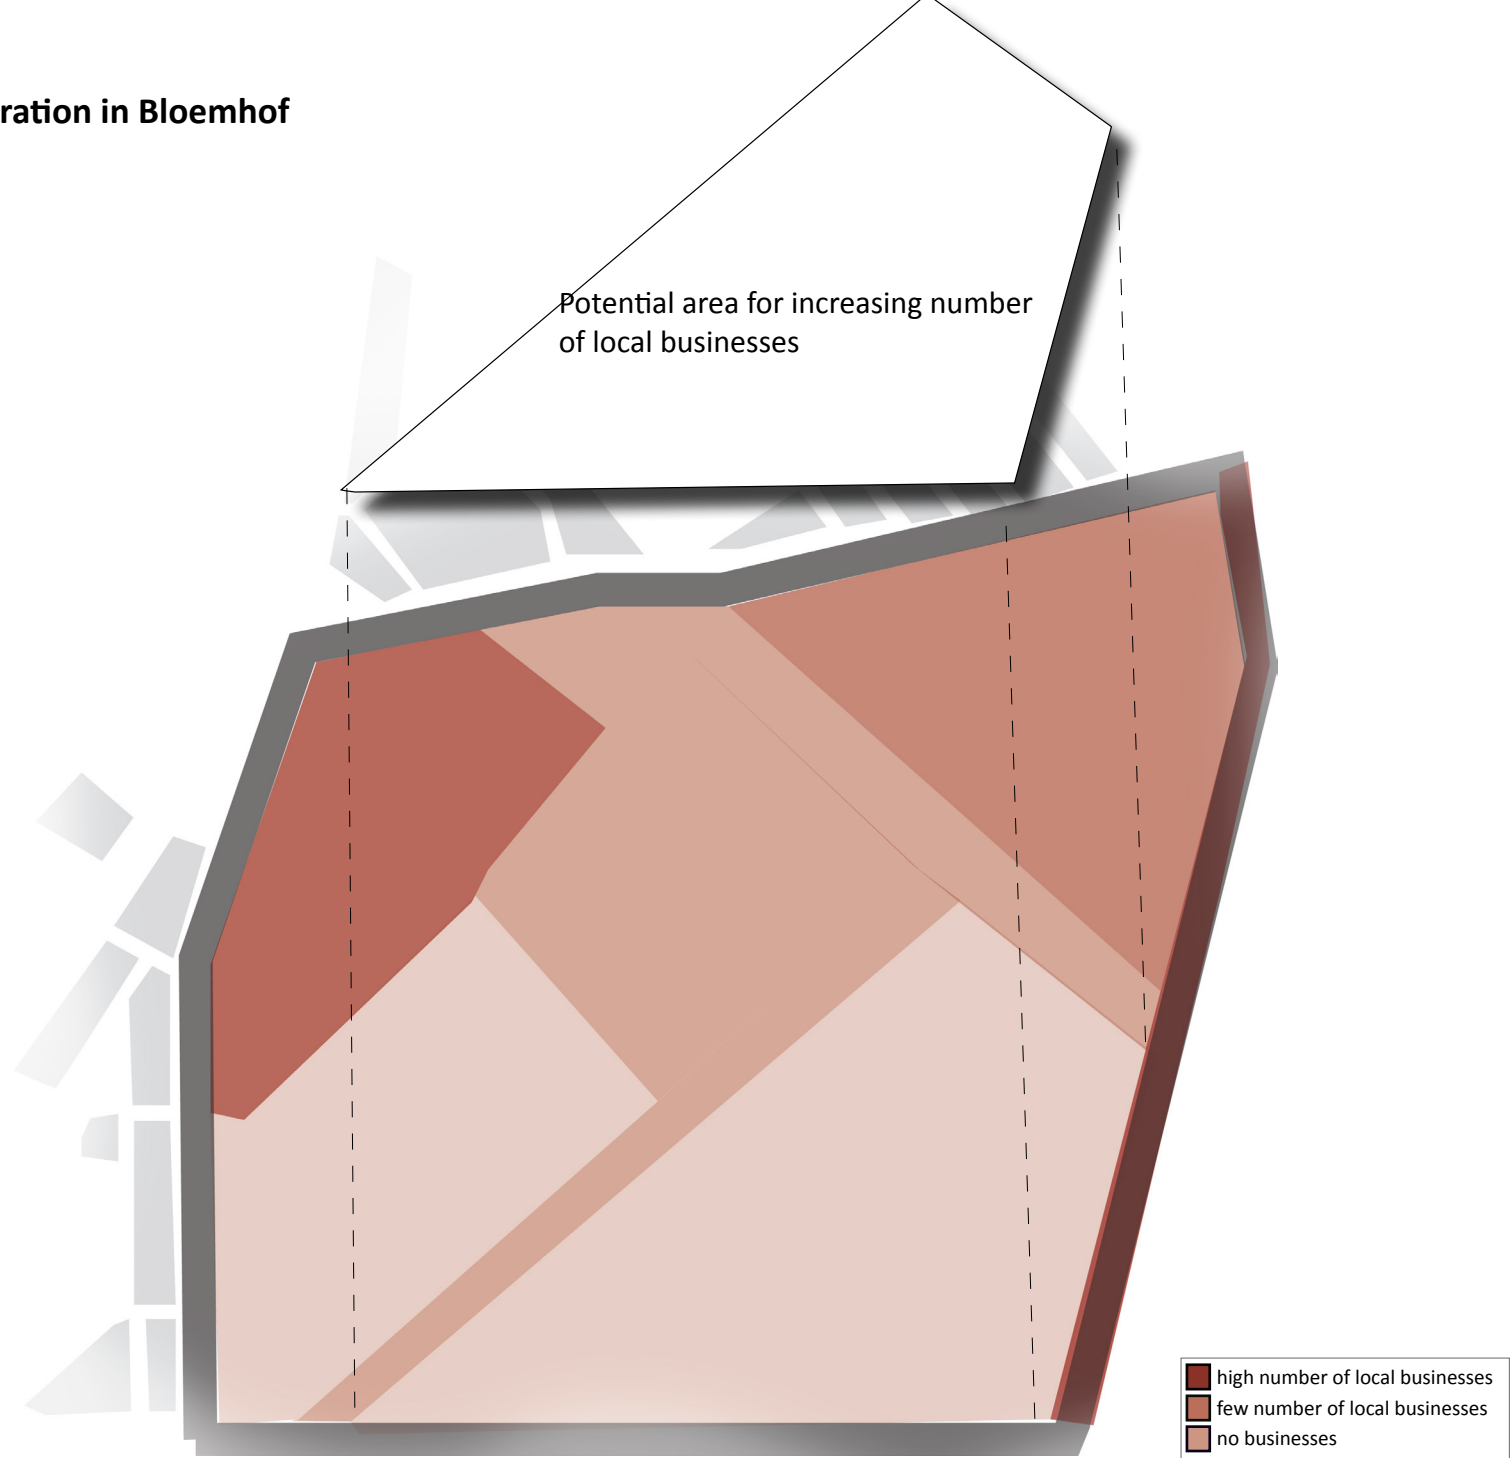 ration in Bloemhof
Potential area for increasing number
of local businesses
high number of local businesses
few number of local businesses
no businesses